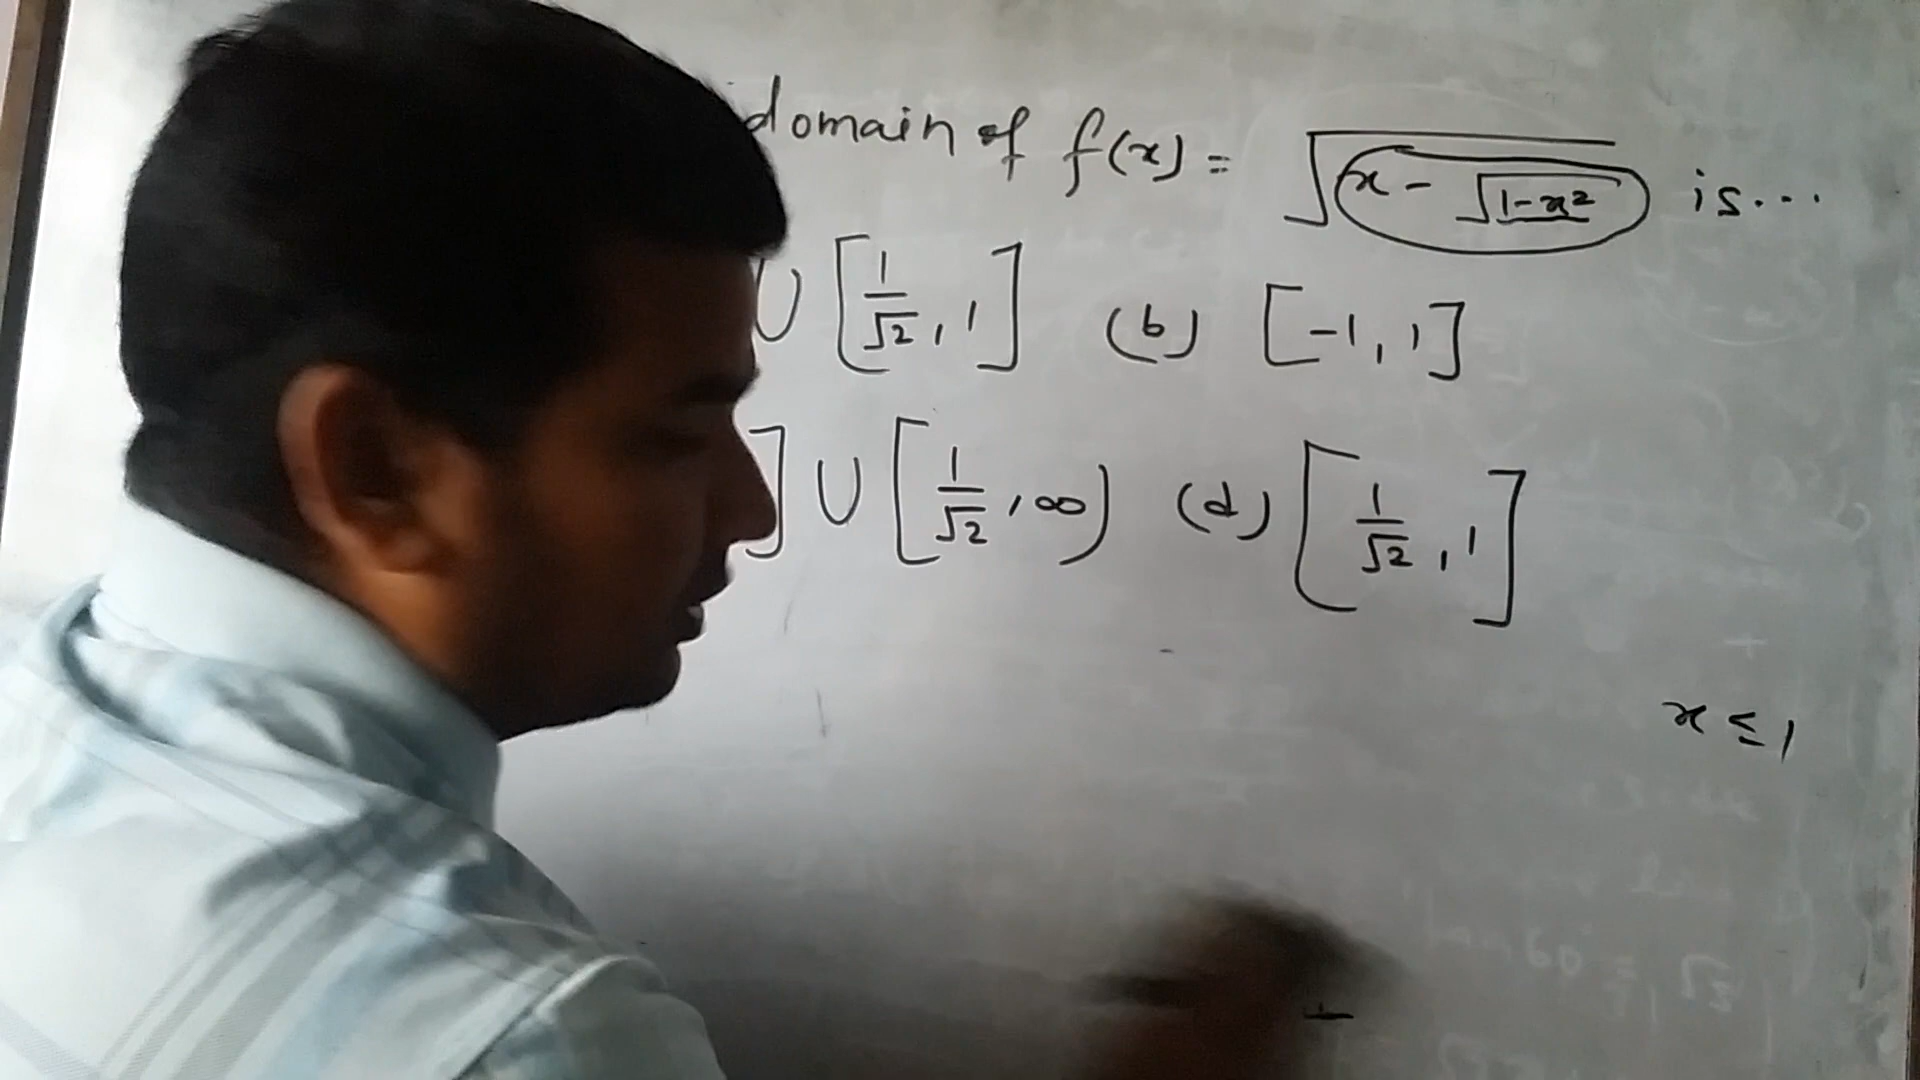 domain of f(x) = √(x - √(1-x²)) is...
∪ [1/√2, 1] (b) [-1, 1]
] ∪ [1/√2, ∞) (d) [1/√2, 1]
x ≤ 1